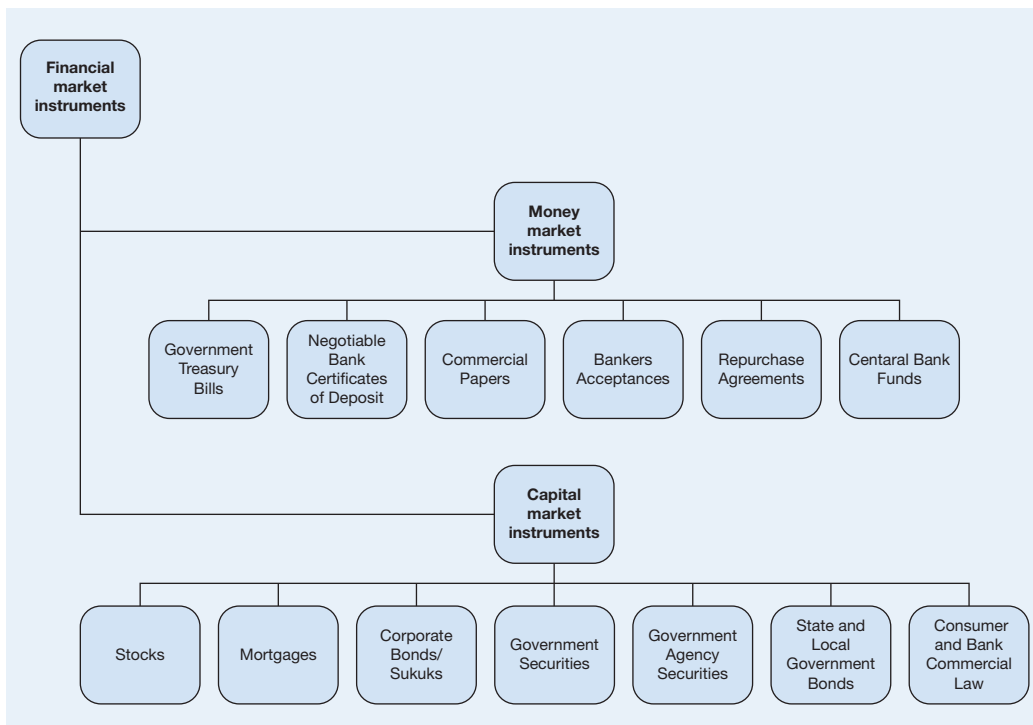 Financial
market
instruments
Money
market
instruments
Government
Treasury
Bills
Negotiable
Bank
Certificates
of Deposit
Commercial
Papers
Bankers
Acceptances
Repurchase
Agreements
Centaral Bank
Funds
Capital
market
instruments
Stocks
Mortgages
Corporate
Bonds/
Sukuks
Government
Securities
Government
Agency
Securities
State and
Local
Government
Bonds
Consumer
and Bank
Commercial
Law